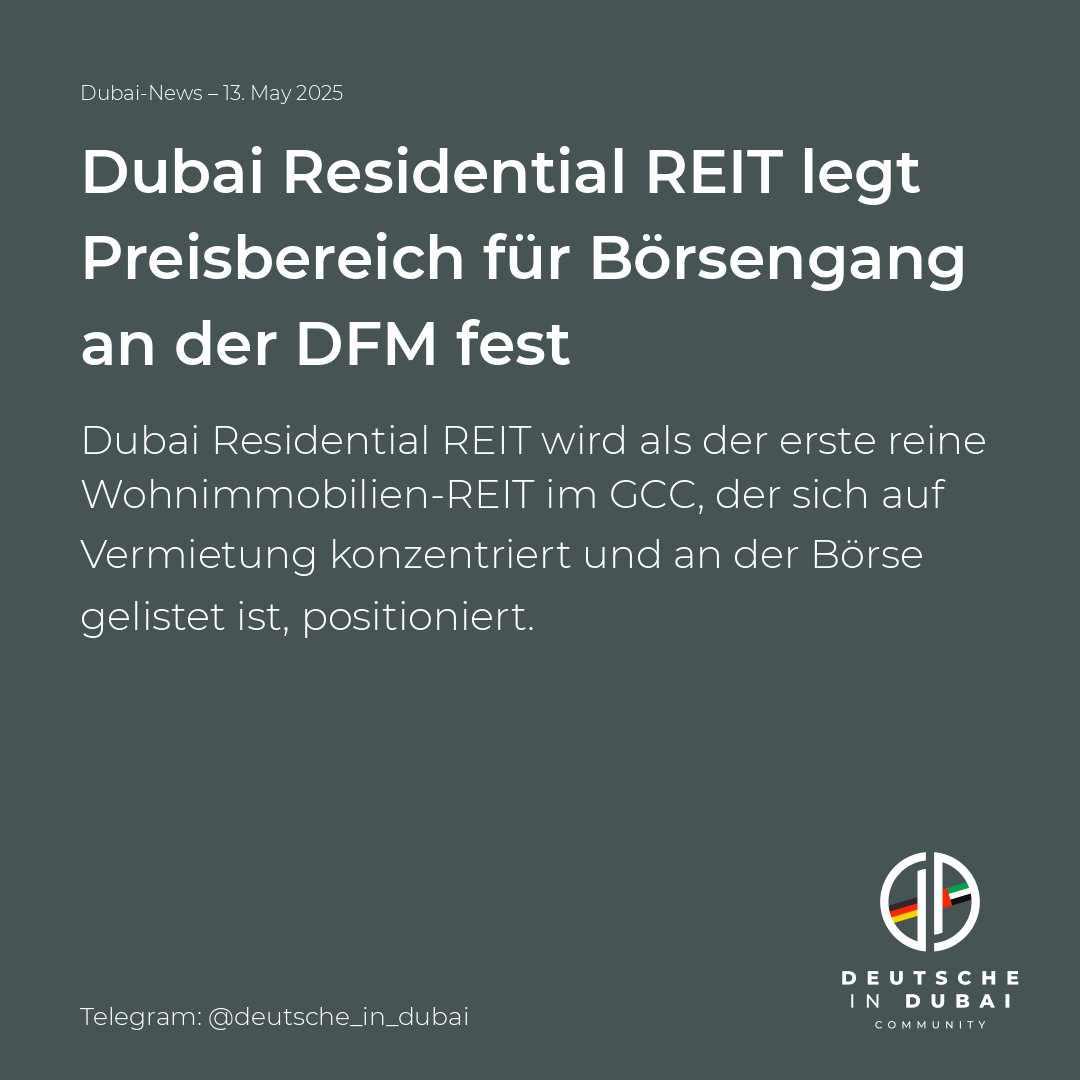 Dubai-News – 13. May 2025
Dubai Residential REIT legt
Preisbereich für Börsengang
an der DFM fest
Dubai Residential REIT wird als der erste reine
Wohnimmobilien-REIT im GCC, der sich auf
Vermietung konzentriert und an der Börse
gelistet ist, positioniert.
DEUTSCHE
IN DUBAI
COMMUNITY
Telegram: @deutsche_in_dubai